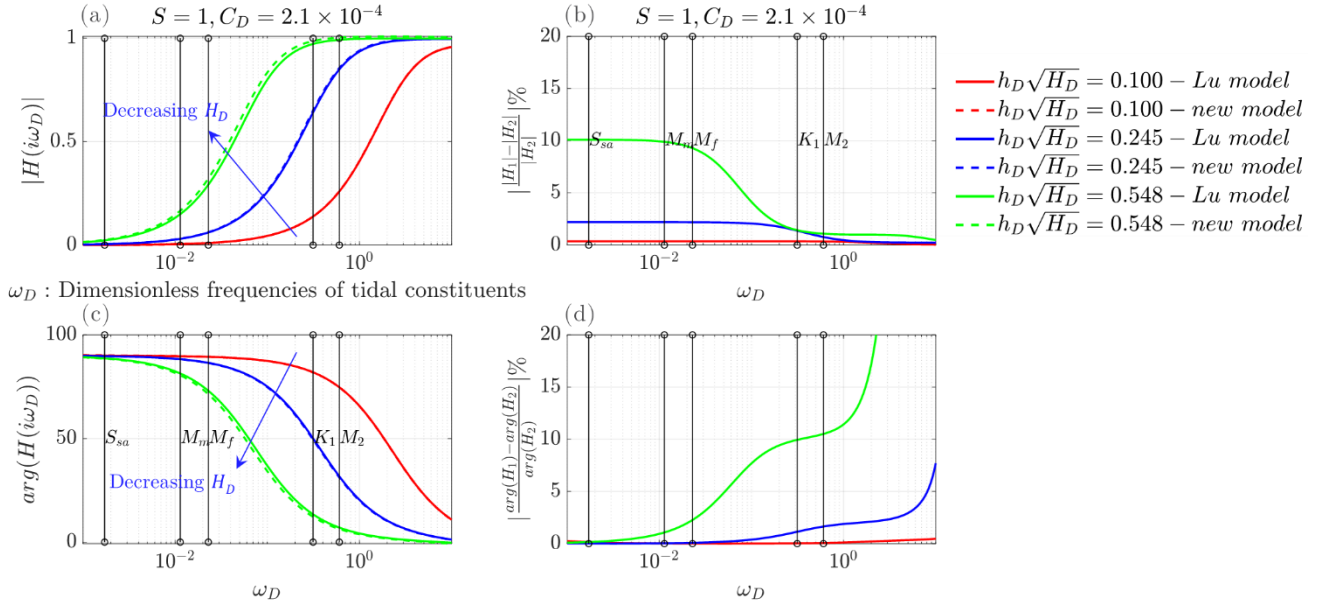 (a) S = 1, C_D = 2.1 × 10^{-4}
|H(iω_D)|
1
0.5
0
Decreasing H_D
10^{-2} 10^0
ω_D : Dimensionless frequencies of tidal constituents
(b) S = 1, C_D = 2.1 × 10^{-4}
|\frac{|H_1|-|H_2|}{|H_2|}|%
20
15
10
5
0
S_{sa} M_m M_f K_1 M_2
10^{-2} 10^0
ω_D
h_D√H_D = 0.100 − Lu model
h_D√H_D = 0.100 − new model
h_D√H_D = 0.245 − Lu model
h_D√H_D = 0.245 − new model
h_D√H_D = 0.548 − Lu model
h_D√H_D = 0.548 − new model
(c)
arg(H(iω_D))
100
50
0
S_{sa} M_m M_f K_1 M_2
Decreasing H_D
10^{-2} 10^0
ω_D
(d)
|\frac{arg(H_1)-arg(H_2)}{arg(H_2)}|%
20
15
10
5
0
10^{-2} 10^0
ω_D